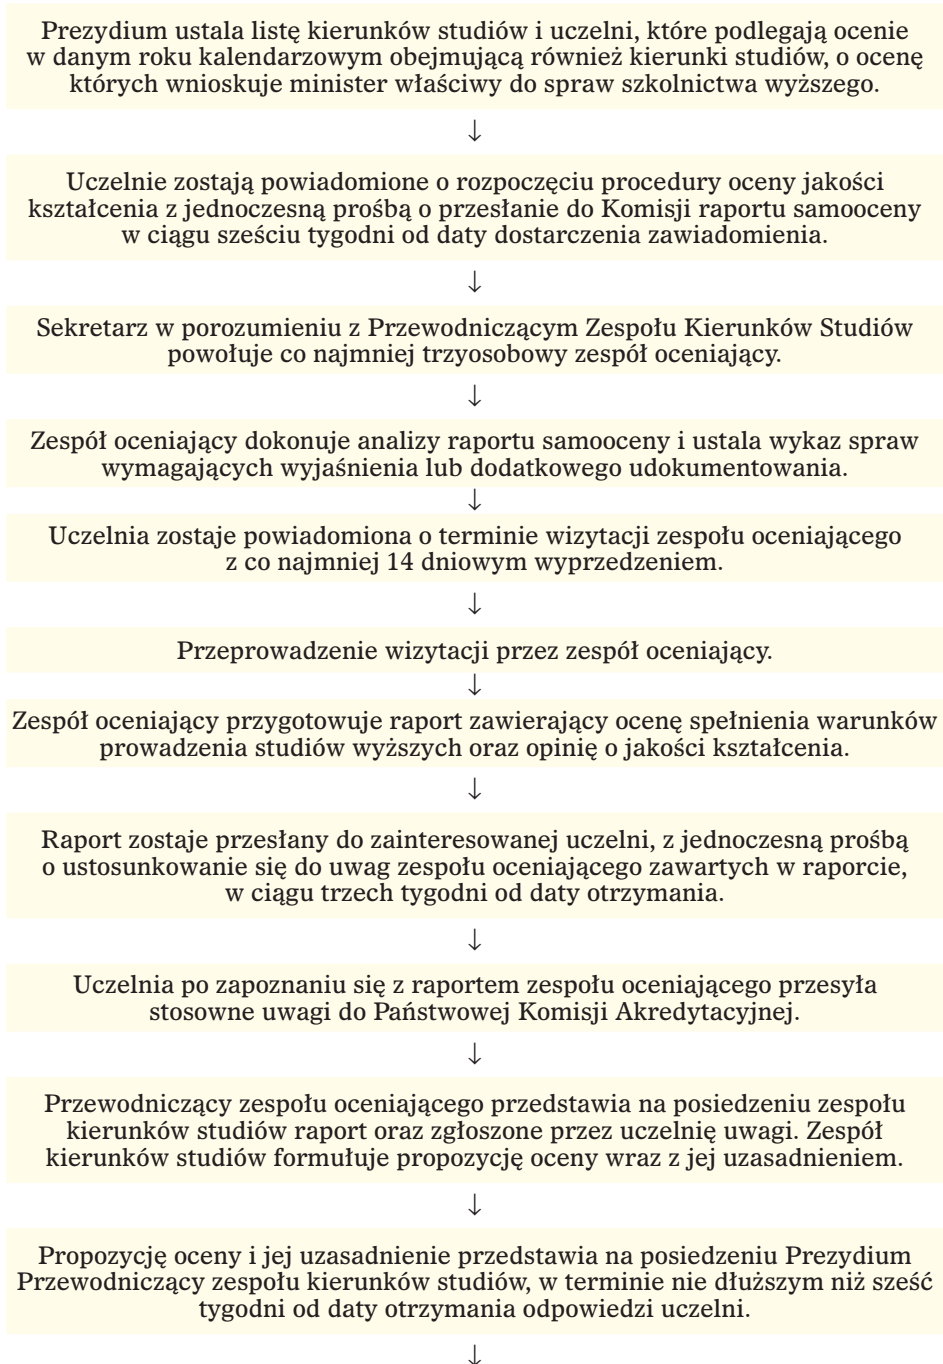 Prezydium ustala listę kierunków studiów i uczelni, które podlegają ocenie
w danym roku kalendarzowym obejmującą również kierunki studiów, o ocenę
których wnioskuje minister właściwy do spraw szkolnictwa wyższego.
↓
Uczelnie zostają powiadomione o rozpoczęciu procedury oceny jakości
kształcenia z jednoczesną prośbą o przesłanie do Komisji raportu samooceny
w ciągu sześciu tygodni od daty dostarczenia zawiadomienia.
↓
Sekretarz w porozumieniu z Przewodniczącym Zespołu Kierunków Studiów
powołuje co najmniej trzyosobowy zespół oceniający.
↓
Zespół oceniający dokonuje analizy raportu samooceny i ustala wykaz spraw
wymagających wyjaśnienia lub dodatkowego udokumentowania.
↓
Uczelnia zostaje powiadomiona o terminie wizytacji zespołu oceniającego
z co najmniej 14 dniowym wyprzedzeniem.
↓
Przeprowadzenie wizytacji przez zespół oceniający.
↓
Zespół oceniający przygotowuje raport zawierający ocenę spełnienia warunków
prowadzenia studiów wyższych oraz opinię o jakości kształcenia.
↓
Raport zostaje przesłany do zainteresowanej uczelni, z jednoczesną prośbą
o ustosunkowanie się do uwag zespołu oceniającego zawartych w raporcie,
w ciągu trzech tygodni od daty otrzymania.
↓
Uczelnia po zapoznaniu się z raportem zespołu oceniającego przesyła
stosowne uwagi do Państwowej Komisji Akredytacyjnej.
↓
Przewodniczący zespołu oceniającego przedstawia na posiedzeniu zespołu
kierunków studiów raport oraz zgłoszone przez uczelnię uwagi. Zespół
kierunków studiów formułuje propozycję oceny wraz z jej uzasadnieniem.
↓
Propozycję oceny i jej uzasadnienie przedstawia na posiedzeniu Prezydium
Przewodniczący zespołu kierunków studiów, w terminie nie dłuższym niż sześć
tygodni od daty otrzymania odpowiedzi uczelni.
↓